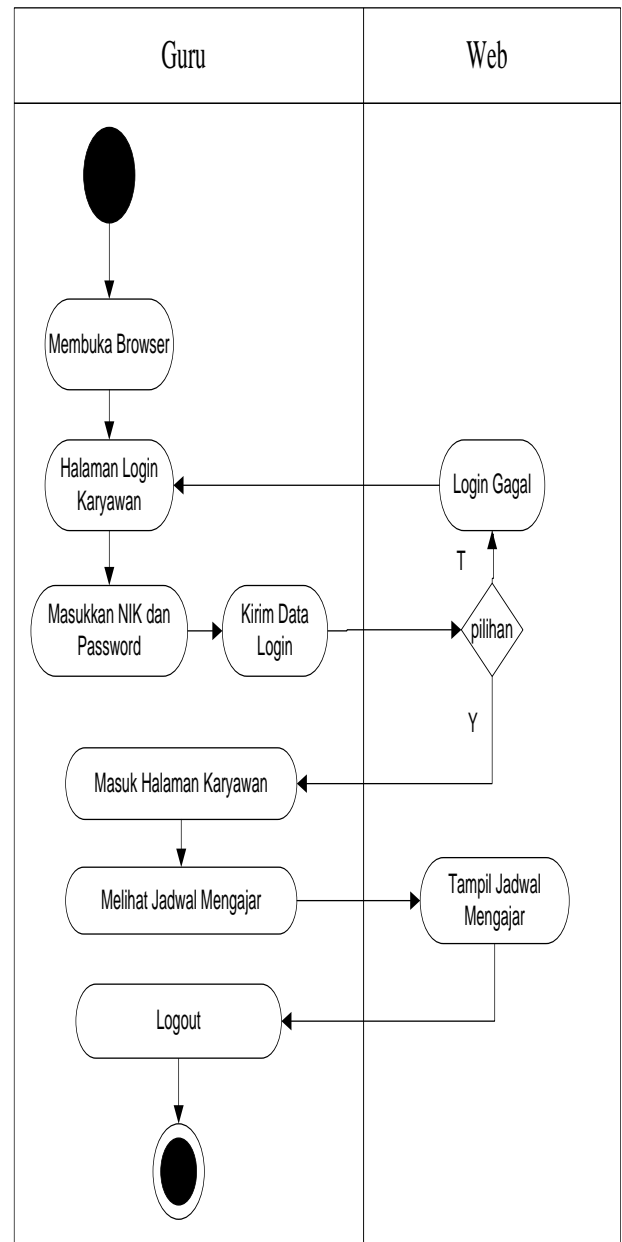 Guru
Web
Membuka Browser
Halaman Login
Karyawan
Login Gagal
T
Masukkan NIK dan
Password
Kirim Data
Login
pilihan
Y
Masuk Halaman Karyawan
Melihat Jadwal Mengajar
Tampil Jadwal
Mengajar
Logout